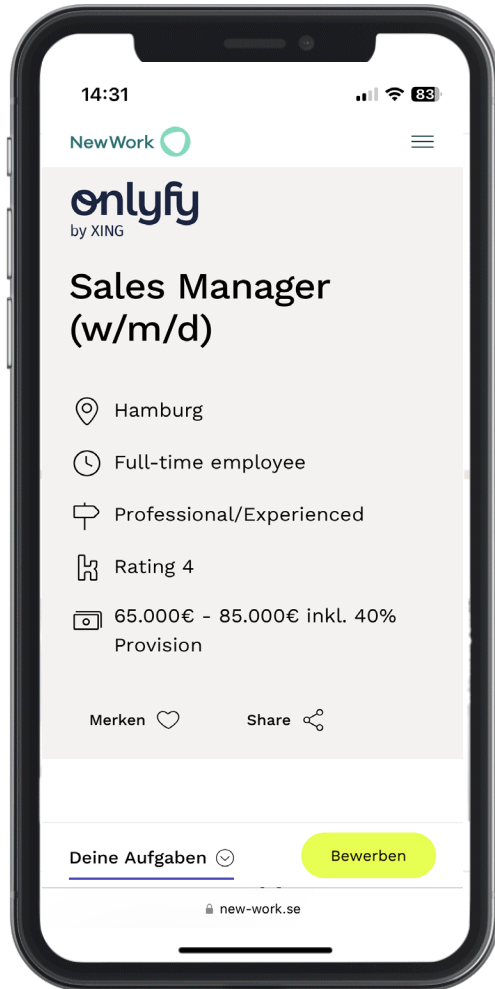 14:31
83
NewWork
onlyfy
by XING
Sales Manager
(w/m/d)
Hamburg
Full-time employee
Professional/Experienced
Rating 4
65.000€ - 85.000€ inkl. 40%
Provision
Merken
Share
Deine Aufgaben
Bewerben
new-work.se